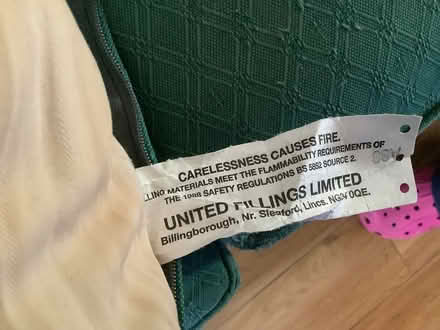 CARELESSNESS CAUSES FIRE.
LLING MATERIALS MEET THE FLAMMABILITY REQUIREMENTS OF
THE 1988 SAFETY REGULATIONS BS 5852 SOURCE 2.
UNITED FILLINGS LIMITED
Billingborough, Nr. Sleaford, Lincs. NG34 0QE.